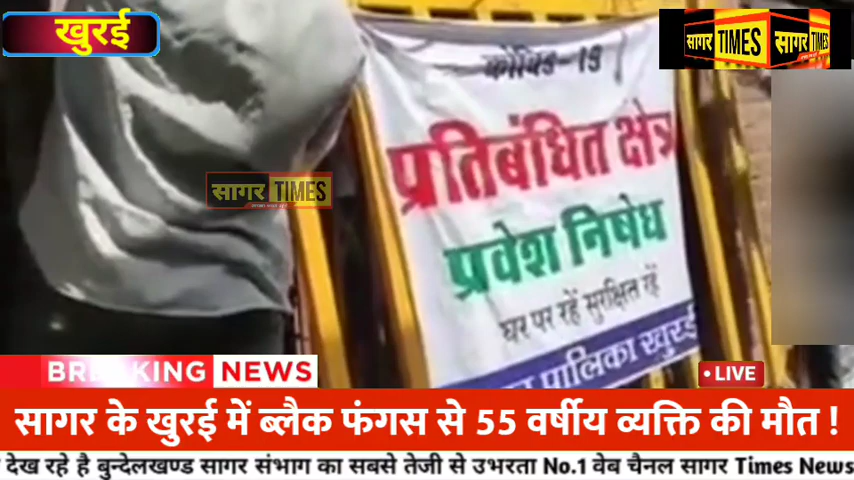 खुरई
सागर TIMES सागर TIMES
कोविड-19
प्रतिबंधित क्षेत्र
प्रवेश निषेध
घर पर रहें सुरक्षित रहें
पालिका खुरई
सागर TIMES
BREAKING NEWS
LIVE
सागर के खुरई में ब्लैक फंगस से 55 वर्षीय व्यक्ति की मौत !
देख रहे है बुन्देलखण्ड सागर संभाग का सबसे तेजी से उभरता No.1 वेब चैनल सागर Times News